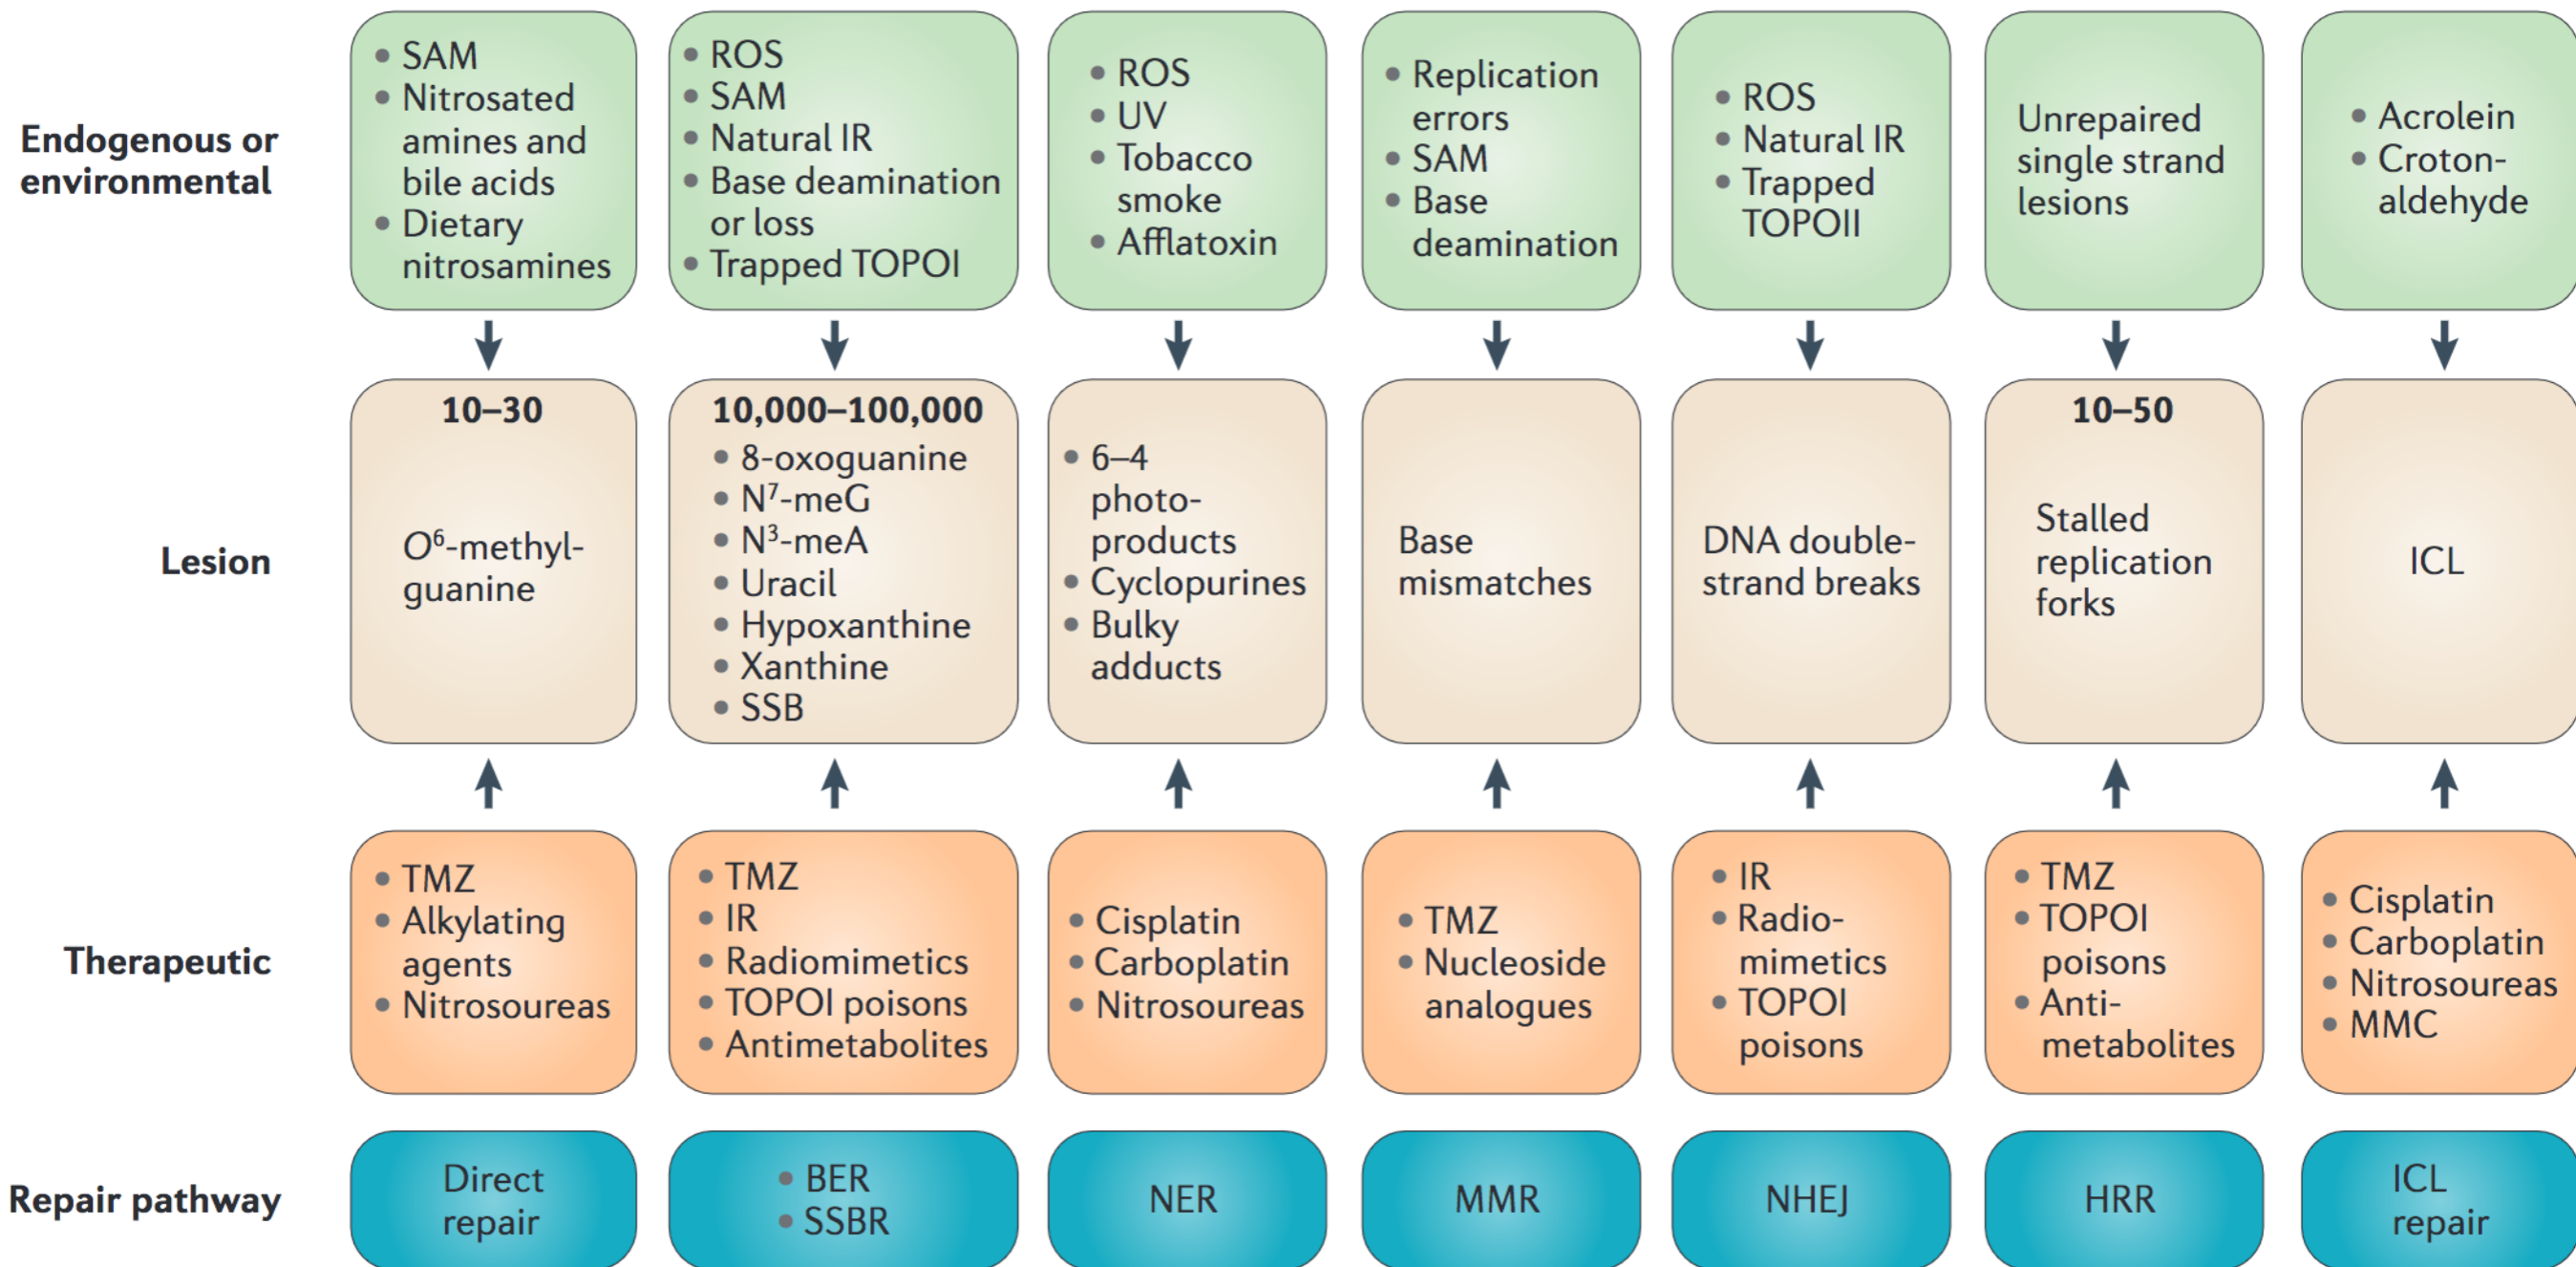 Endogenous or
environmental
• SAM
• Nitrosated
amines and
bile acids
• Dietary
nitrosamines
• ROS
• SAM
• Natural IR
• Base deamination
or loss
• Trapped TOPOI
• ROS
• UV
• Tobacco
smoke
• Afflatoxin
• Replication
errors
• SAM
• Base
deamination
• ROS
• Natural IR
• Trapped
TOPOII
Unrepaired
single strand
lesions
• Acrolein
• Croton-
aldehyde
Lesion
10–30
O⁶-methyl-
guanine
10,000–100,000
• 8-oxoguanine
• N⁷-meG
• N³-meA
• Uracil
• Hypoxanthine
• Xanthine
• SSB
• 6–4
photo-
products
• Cyclopurines
• Bulky
adducts
Base
mismatches
DNA double-
strand breaks
10–50
Stalled
replication
forks
ICL
Therapeutic
• TMZ
• Alkylating
agents
• Nitrosoureas
• TMZ
• IR
• Radiomimetics
• TOPOI poisons
• Antimetabolites
• Cisplatin
• Carboplatin
• Nitrosoureas
• TMZ
• Nucleoside
analogues
• IR
• Radio-
mimetics
• TOPOI
poisons
• TMZ
• TOPOI
poisons
• Anti-
metabolites
• Cisplatin
• Carboplatin
• Nitrosoureas
• MMC
Repair pathway
Direct
repair
• BER
• SSBR
NER
MMR
NHEJ
HRR
ICL
repair